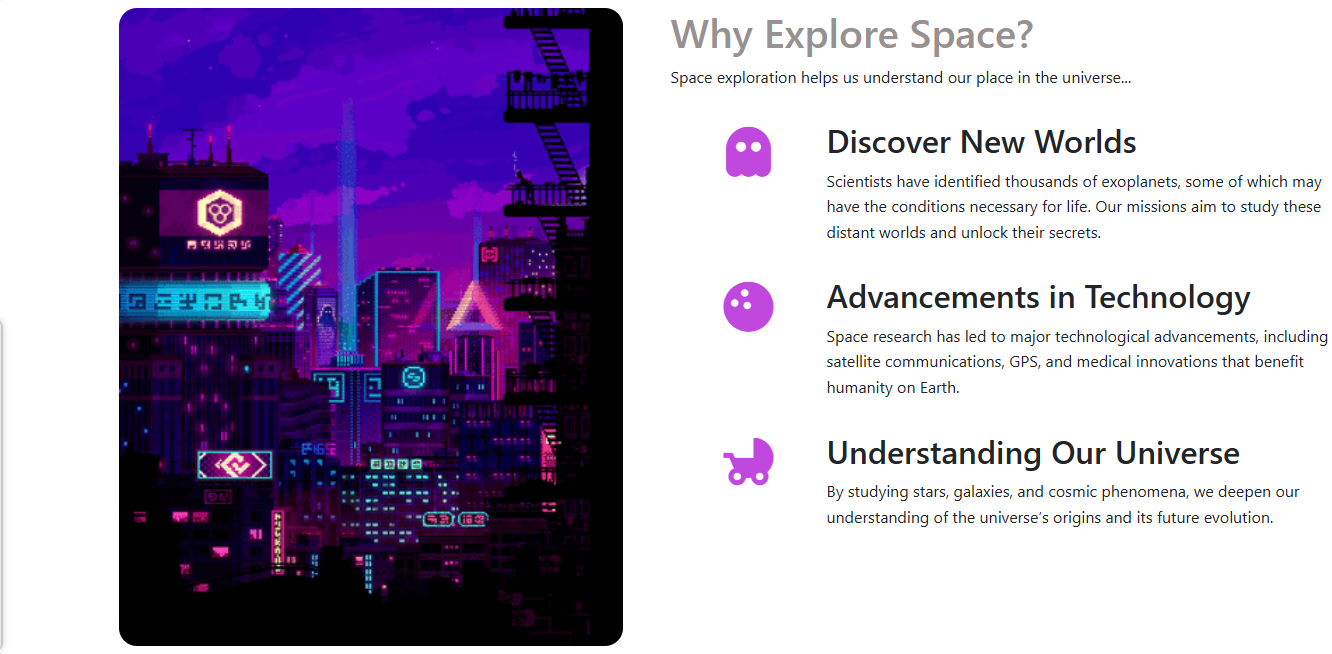 Why Explore Space?
Space exploration helps us understand our place in the universe...
Discover New Worlds
Scientists have identified thousands of exoplanets, some of which may
have the conditions necessary for life. Our missions aim to study these
distant worlds and unlock their secrets.
Advancements in Technology
Space research has led to major technological advancements, including
satellite communications, GPS, and medical innovations that benefit
humanity on Earth.
Understanding Our Universe
By studying stars, galaxies, and cosmic phenomena, we deepen our
understanding of the universe’s origins and its future evolution.